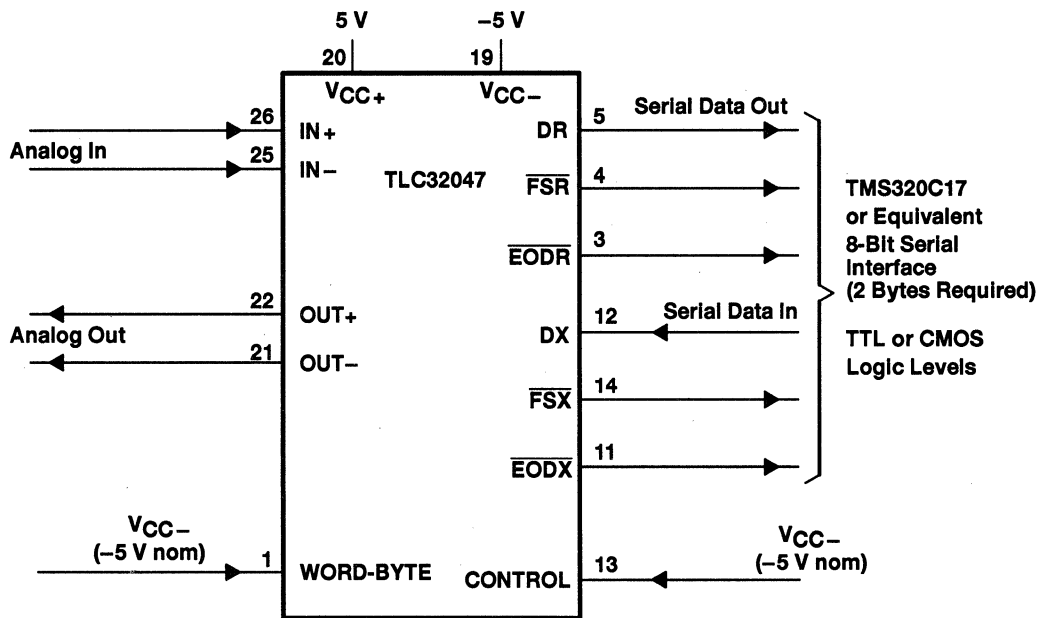 5 V
–5 V
20
19
VCC+
VCC–
26
IN+
Analog In
25
IN–
TLC32047
DR
5
Serial Data Out
FSR
4
EODR
3
TMS320C17
or Equivalent
8-Bit Serial
Interface
(2 Bytes Required)
TTL or CMOS
Logic Levels
22
OUT+
Analog Out
21
OUT–
DX
12
Serial Data In
FSX
14
EODX
11
VCC–
(–5 V nom)
1
WORD-BYTE
CONTROL
13
VCC–
(–5 V nom)